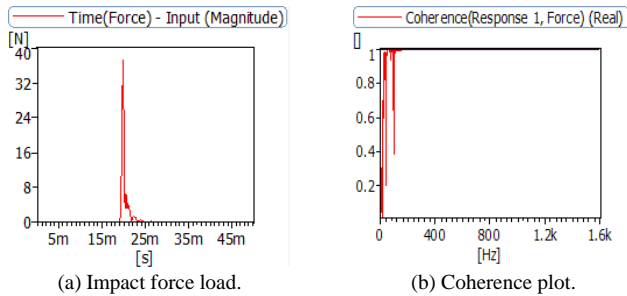 Time(Force) - Input (Magnitude)
[N]
40
32
24
16
8
0
5m 15m 25m 35m 45m
[s]
(a) Impact force load.
Coherence(Response 1, Force) (Real)
[]
1
0.8
0.6
0.4
0.2
0 400 800 1.2k 1.6k
[Hz]
(b) Coherence plot.